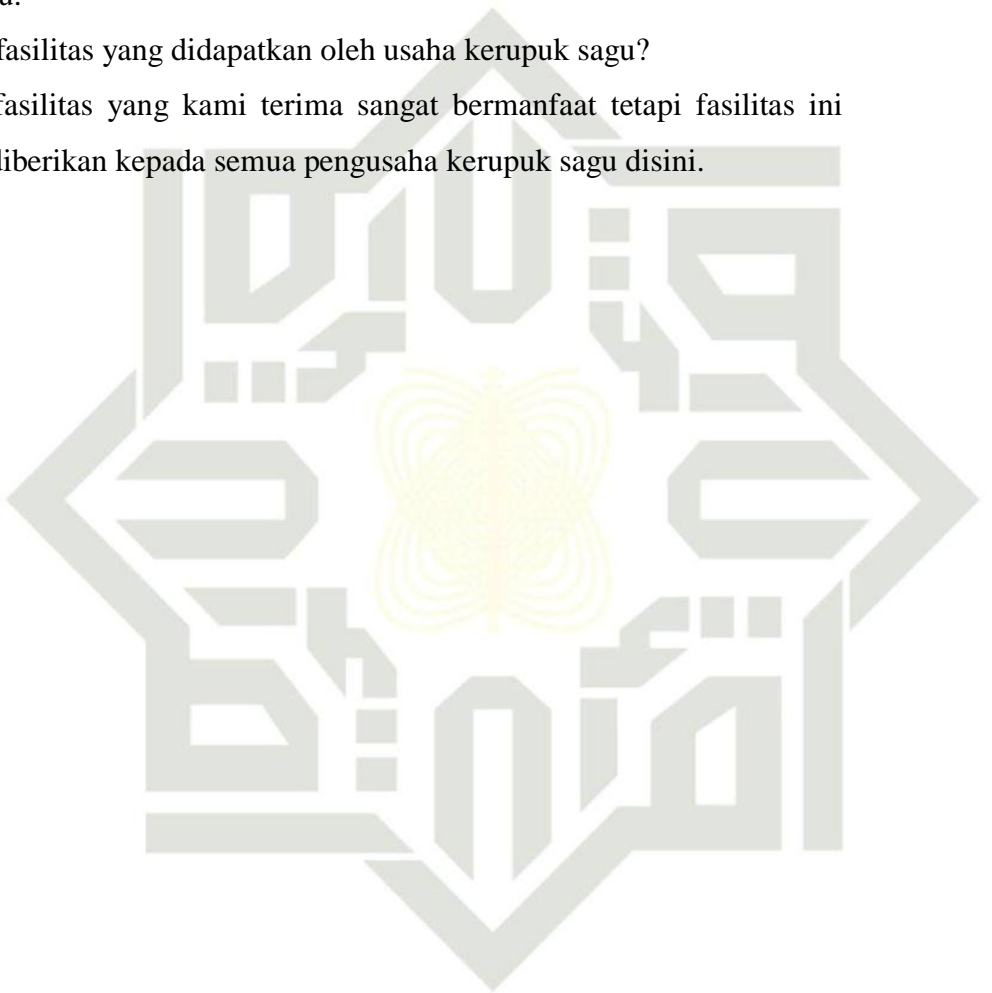 fasilitas yang didapatkan oleh usaha kerupuk sagu?
fasilitas yang kami terima sangat bermanfaat tetapi fasilitas ini
diberikan kepada semua pengusaha kerupuk sagu disini.